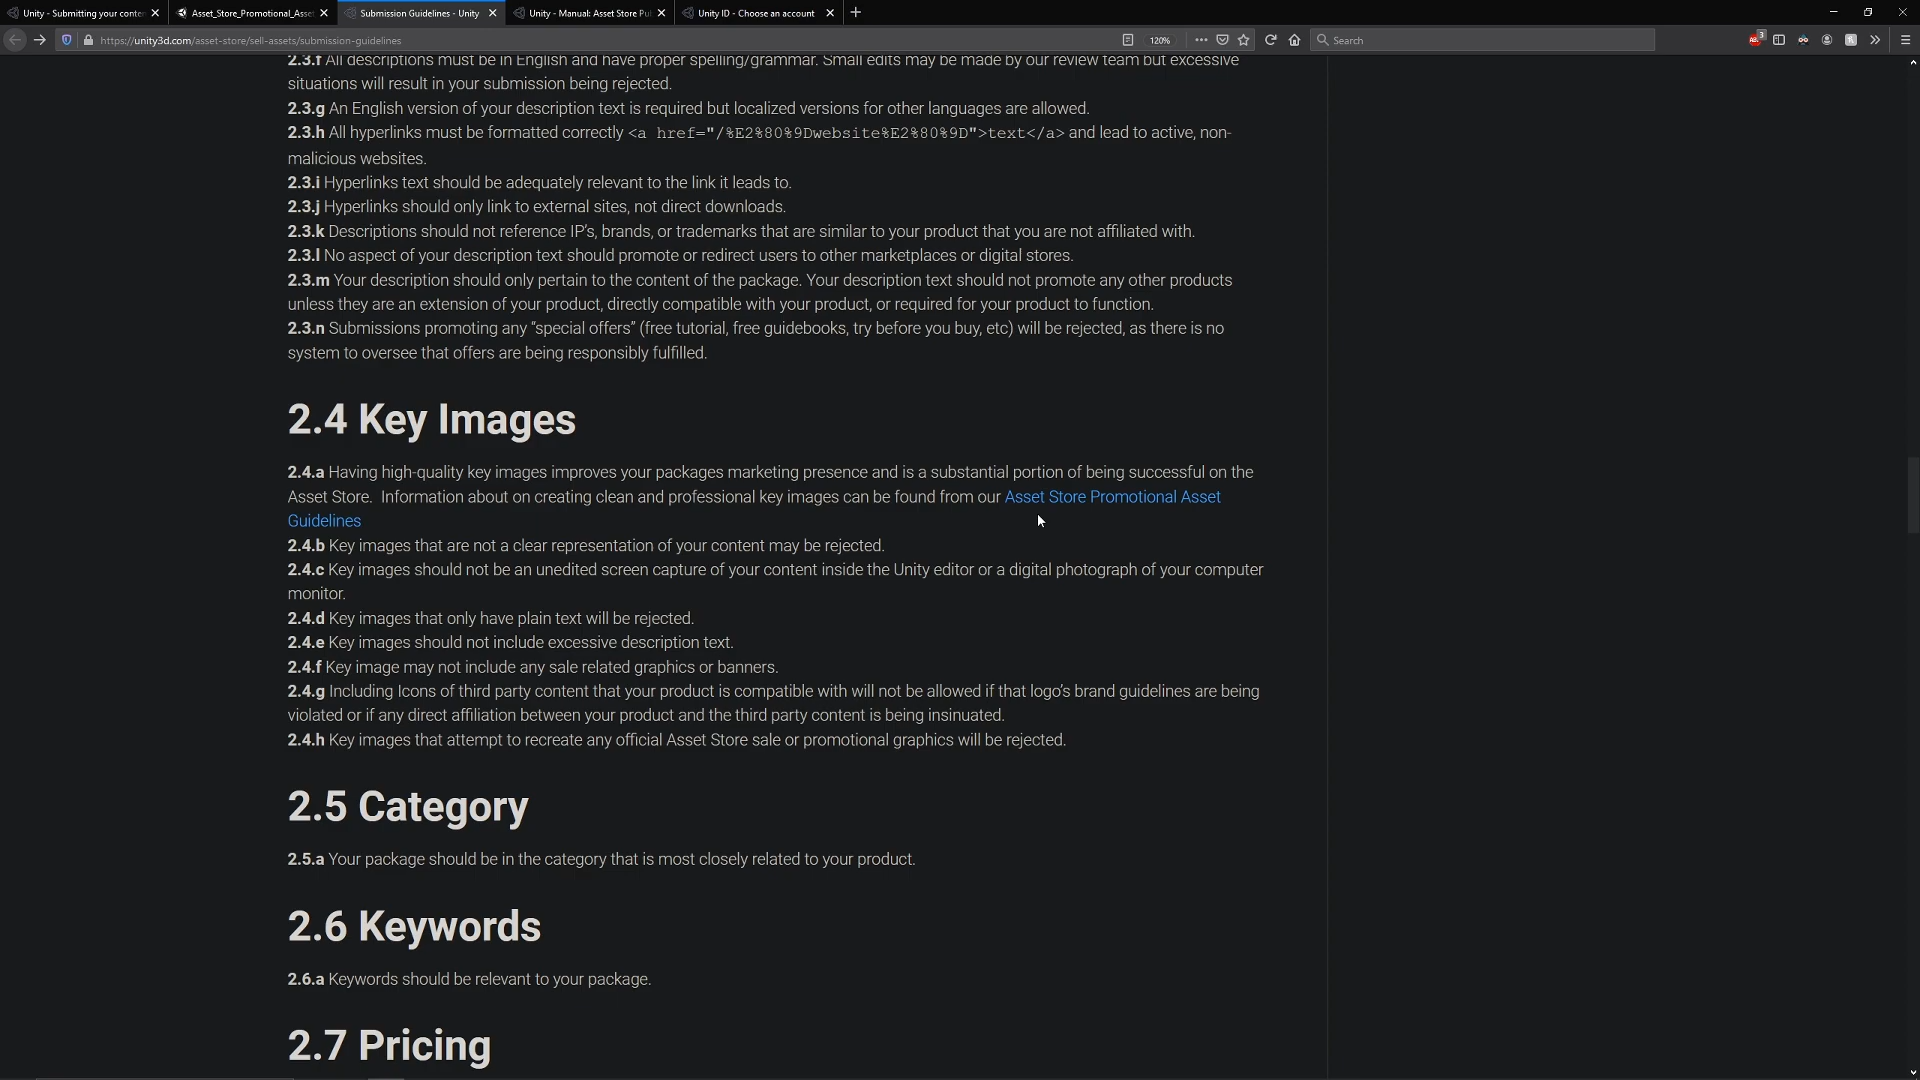 Unity - Submitting your conten
Asset_Store_Promotional_Asset
Submission Guidelines - Unity
Unity - Manual: Asset Store Pu
Unity ID - Choose an account
https://unity3d.com/asset-store/sell-assets/submission-guidelines
120%
Search
3
2.3.f All descriptions must be in English and have proper spelling/grammar. Small edits may be made by our review team but excessive
situations will result in your submission being rejected.
2.3.g An English version of your description text is required but localized versions for other languages are allowed.
2.3.h All hyperlinks must be formatted correctly <a href="/%E2%80%9Dwebsite%E2%80%9D">text</a> and lead to active, non-
malicious websites.
2.3.i Hyperlinks text should be adequately relevant to the link it leads to.
2.3.j Hyperlinks should only link to external sites, not direct downloads.
2.3.k Descriptions should not reference IP's, brands, or trademarks that are similar to your product that you are not affiliated with.
2.3.l No aspect of your description text should promote or redirect users to other marketplaces or digital stores.
2.3.m Your description should only pertain to the content of the package. Your description text should not promote any other products
unless they are an extension of your product, directly compatible with your product, or required for your product to function.
2.3.n Submissions promoting any “special offers” (free tutorial, free guidebooks, try before you buy, etc) will be rejected, as there is no
system to oversee that offers are being responsibly fulfilled.
2.4 Key Images
2.4.a Having high-quality key images improves your packages marketing presence and is a substantial portion of being successful on the
Asset Store. Information about on creating clean and professional key images can be found from our Asset Store Promotional Asset
Guidelines
2.4.b Key images that are not a clear representation of your content may be rejected.
2.4.c Key images should not be an unedited screen capture of your content inside the Unity editor or a digital photograph of your computer
monitor.
2.4.d Key images that only have plain text will be rejected.
2.4.e Key images should not include excessive description text.
2.4.f Key image may not include any sale related graphics or banners.
2.4.g Including Icons of third party content that your product is compatible with will not be allowed if that logo's brand guidelines are being
violated or if any direct affiliation between your product and the third party content is being insinuated.
2.4.h Key images that attempt to recreate any official Asset Store sale or promotional graphics will be rejected.
2.5 Category
2.5.a Your package should be in the category that is most closely related to your product.
2.6 Keywords
2.6.a Keywords should be relevant to your package.
2.7 Pricing